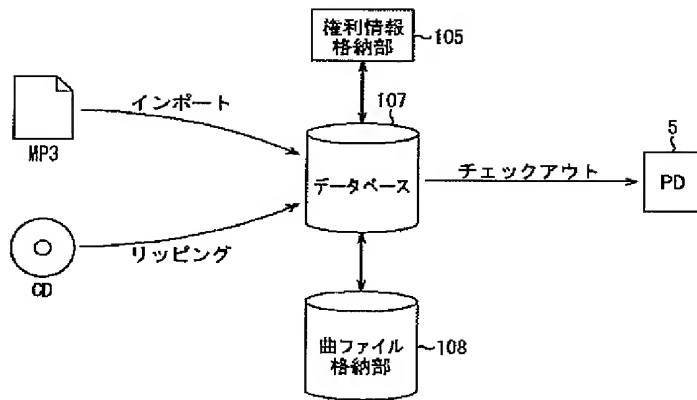 権利情報
格納部
105
インポート
107
MP3
データベース
チェックアウト
5
PD
リッピング
CD
曲ファイル
格納部
108